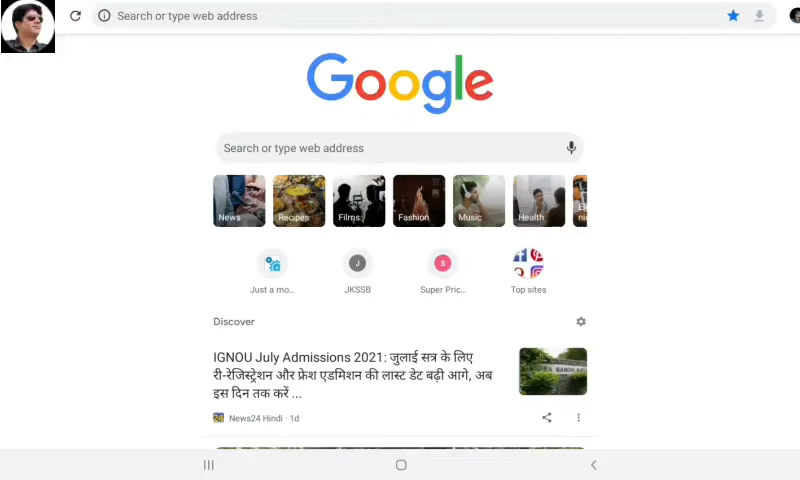 Search or type web address
Google
Search or type web address
News
Recipes
Films
Fashion
Music
Health
Just a mo...
JKSSB
Super Pric...
Top sites
J
S
Discover
IGNOU July Admissions 2021: जुलाई सत्र के लिए
री-रेजिस्ट्रेशन और फ्रेश एडमिशन की लास्ट डेट बढ़ी आगे, अब
इस दिन तक करें ...
News24 Hindi · 1d